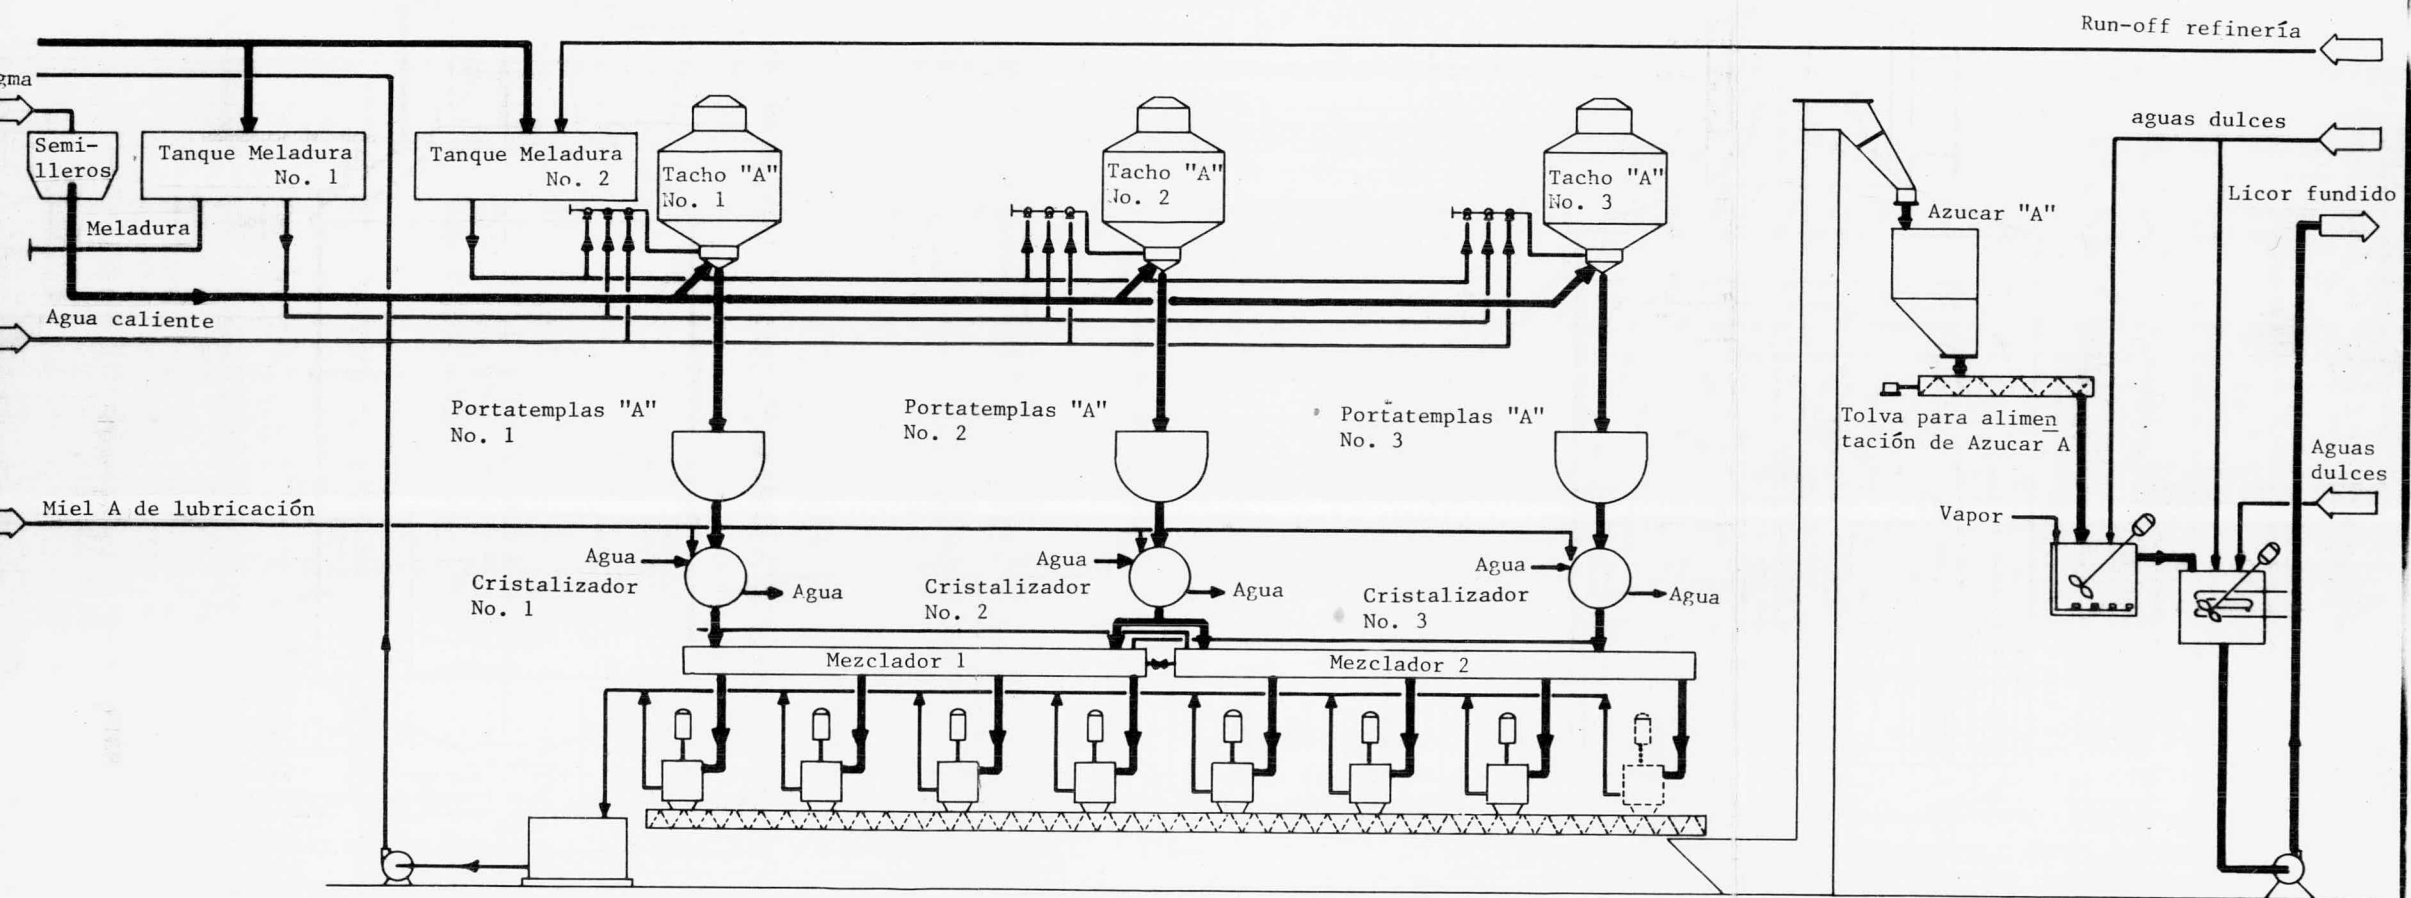 Run-off refinería
gma
aguas dulces
Semi-
lleros
Tanque Meladura
No. 1
Tanque Meladura
No. 2
Tacho "A"
No. 1
Tacho "A"
No. 2
Tacho "A"
No. 3
Licor fundido
Azucar "A"
Meladura
Agua caliente
Portatemplas "A"
No. 1
Portatemplas "A"
No. 2
Portatemplas "A"
No. 3
Tolva para alimen
tación de Azucar A
Aguas
dulces
Miel A de lubricación
Vapor
Agua
Cristalizador
No. 1
Agua
Agua
Cristalizador
No. 2
Agua
Agua
Cristalizador
No. 3
Agua
Mezclador 1
Mezclador 2